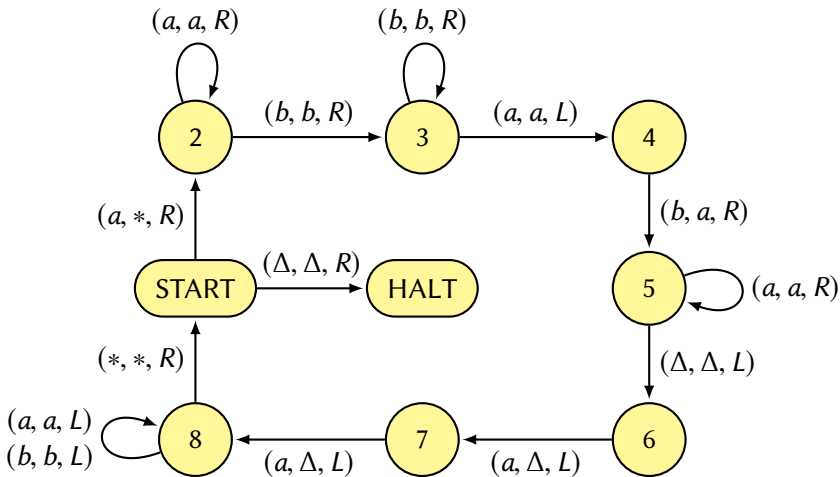 (a, a, R)
(b, b, R)
2
(b, b, R)
3
(a, a, L)
4
(a, ∗, R)
(b, a, R)
START
(Δ, Δ, R)
HALT
5
(a, a, R)
(∗, ∗, R)
(Δ, Δ, L)
(a, a, L)
(b, b, L)
8
(a, Δ, L)
7
(a, Δ, L)
6